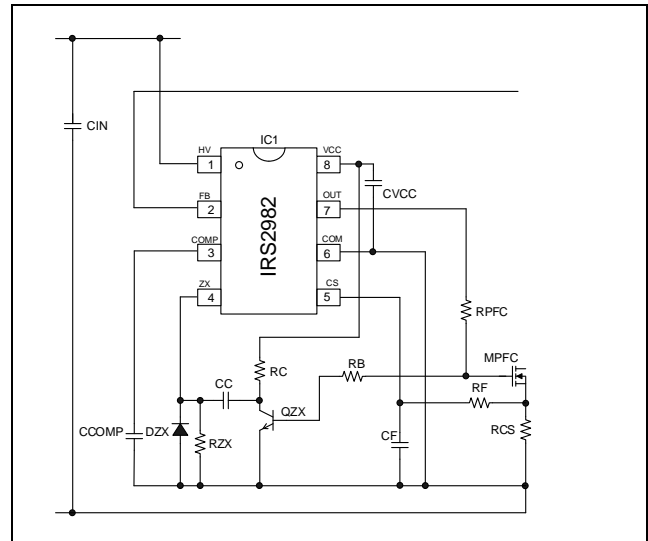 CIN
IC1
HV
VCC
1
8
CVCC
FB
OUT
2
7
IRS2982
COMP
COM
3
6
ZX
CS
4
5
RPFC
RC
RB
MPFC
CC
RF
QZX
CCOMP
DZX
RZX
CF
RCS